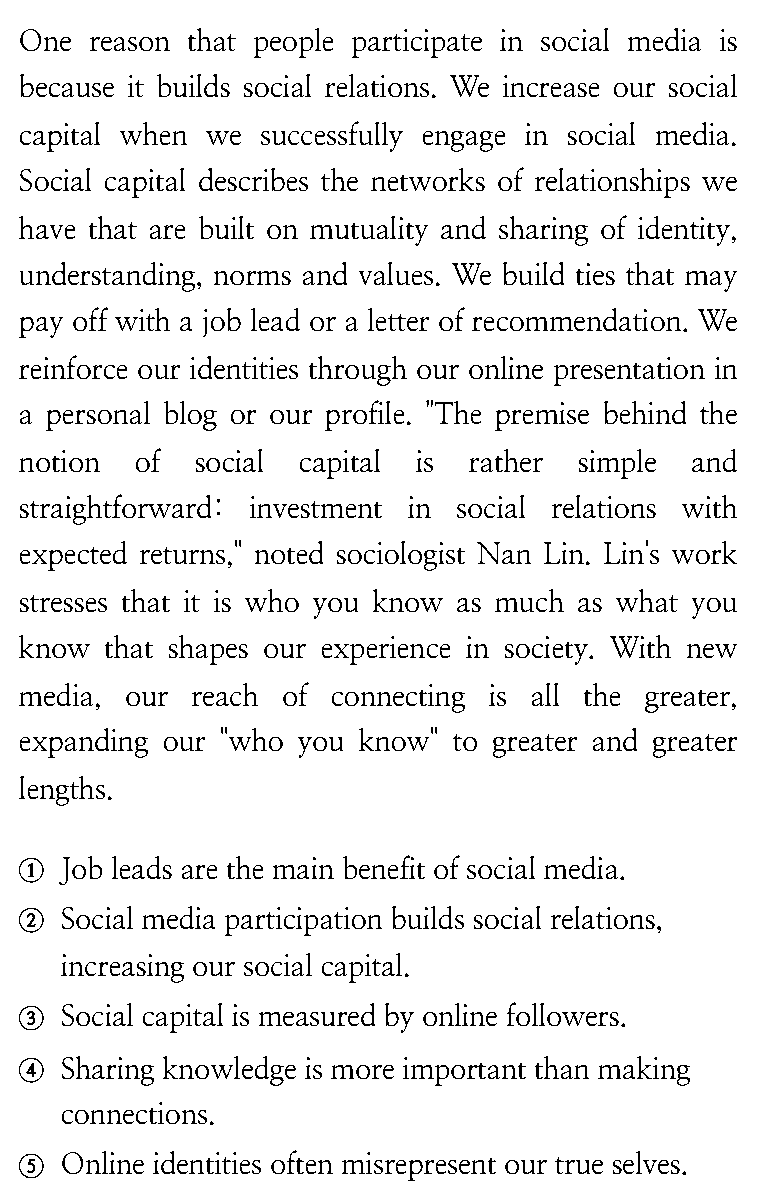 One reason that people participate in social media is
because it builds social relations. We increase our social
capital when we successfully engage in social media.
Social capital describes the networks of relationships we
have that are built on mutuality and sharing of identity,
understanding, norms and values. We build ties that may
pay off with a job lead or a letter of recommendation. We
reinforce our identities through our online presentation in
a personal blog or our profile. "The premise behind the
notion of social capital is rather simple and
straightforward: investment in social relations with
expected returns," noted sociologist Nan Lin. Lin's work
stresses that it is who you know as much as what you
know that shapes our experience in society. With new
media, our reach of connecting is all the greater,
expanding our "who you know" to greater and greater
lengths.
① Job leads are the main benefit of social media.
② Social media participation builds social relations,
increasing our social capital.
③ Social capital is measured by online followers.
④ Sharing knowledge is more important than making
connections.
⑤ Online identities often misrepresent our true selves.